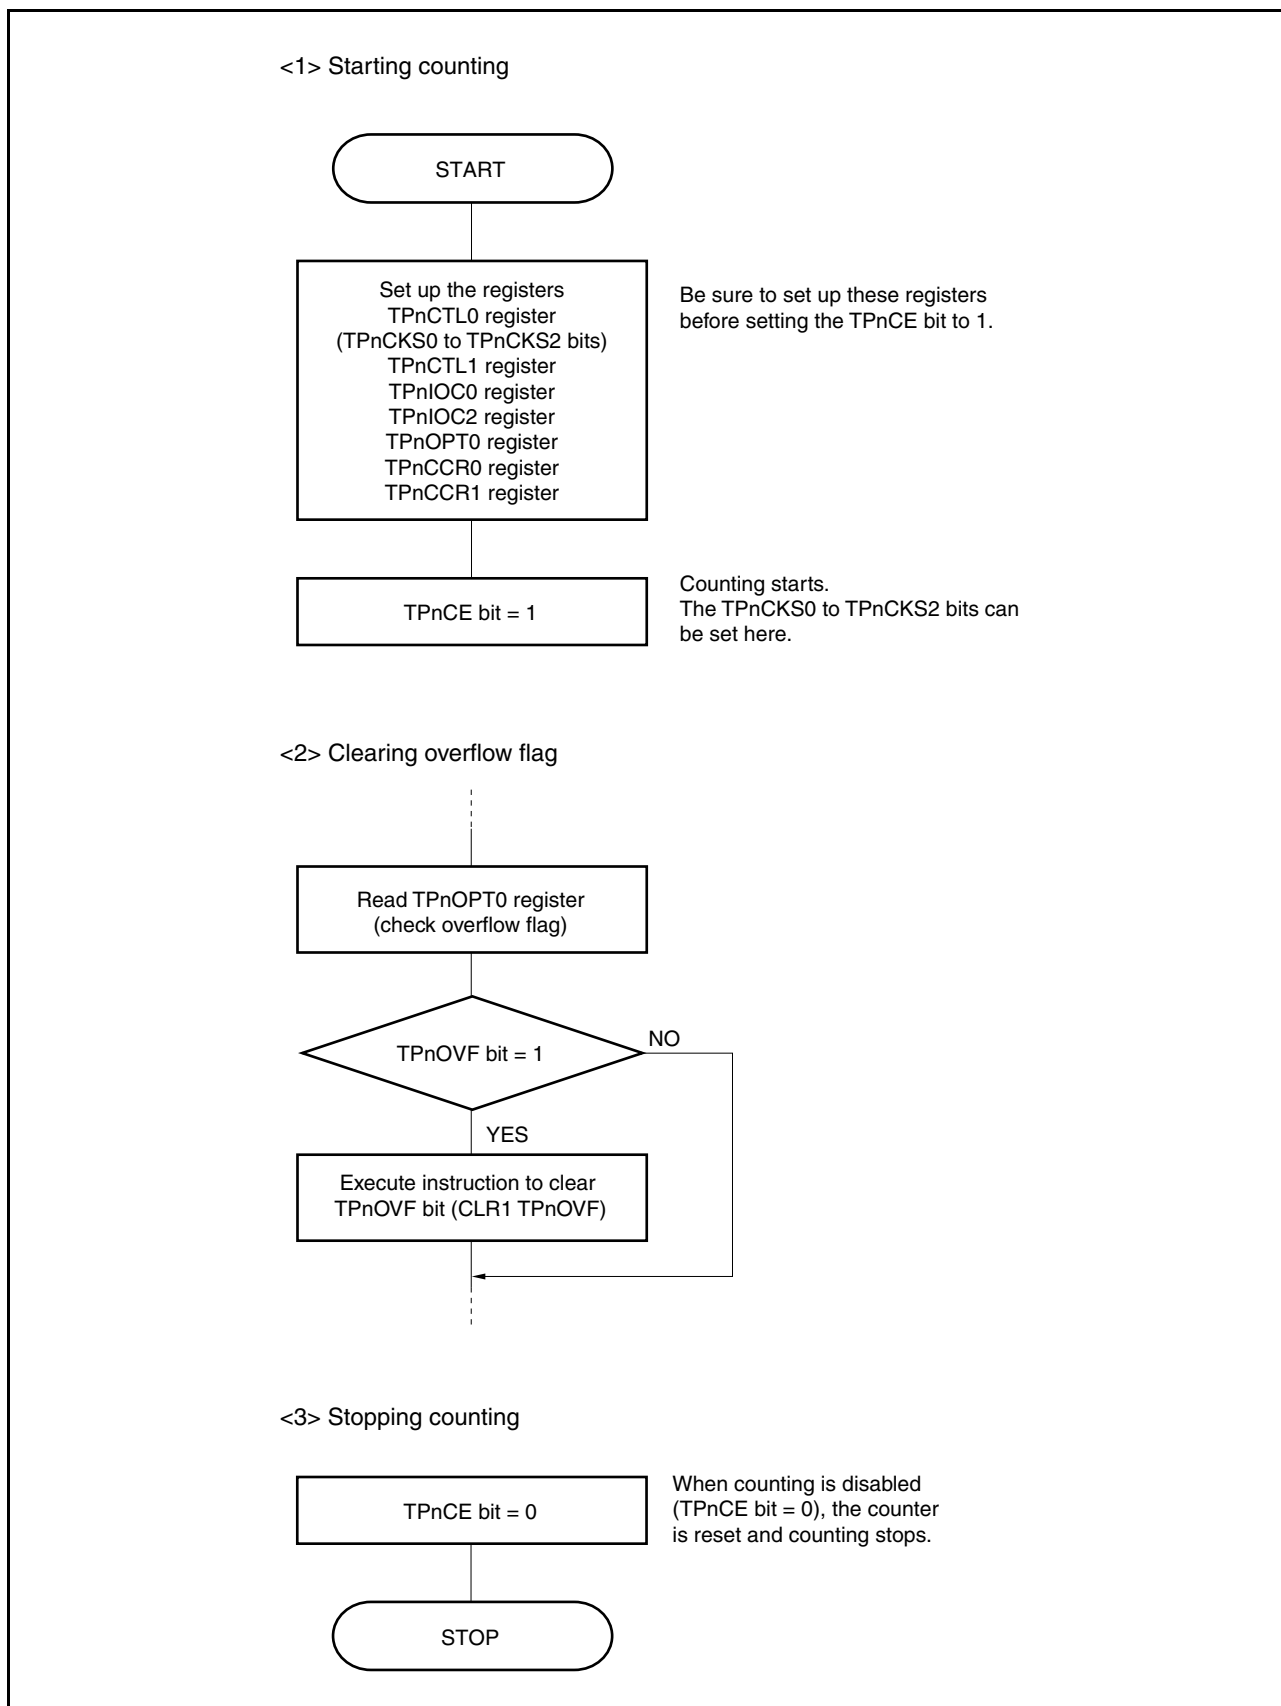 <1> Starting counting
START
Set up the registers
TPnCTL0 register
(TPnCKS0 to TPnCKS2 bits)
TPnCTL1 register
TPnIOC0 register
TPnIOC2 register
TPnOPT0 register
TPnCCR0 register
TPnCCR1 register
Be sure to set up these registers
before setting the TPnCE bit to 1.
TPnCE bit = 1
Counting starts.
The TPnCKS0 to TPnCKS2 bits can
be set here.
<2> Clearing overflow flag
Read TPnOPT0 register
(check overflow flag)
TPnOVF bit = 1
NO
YES
Execute instruction to clear
TPnOVF bit (CLR1 TPnOVF)
<3> Stopping counting
TPnCE bit = 0
When counting is disabled
(TPnCE bit = 0), the counter
is reset and counting stops.
STOP